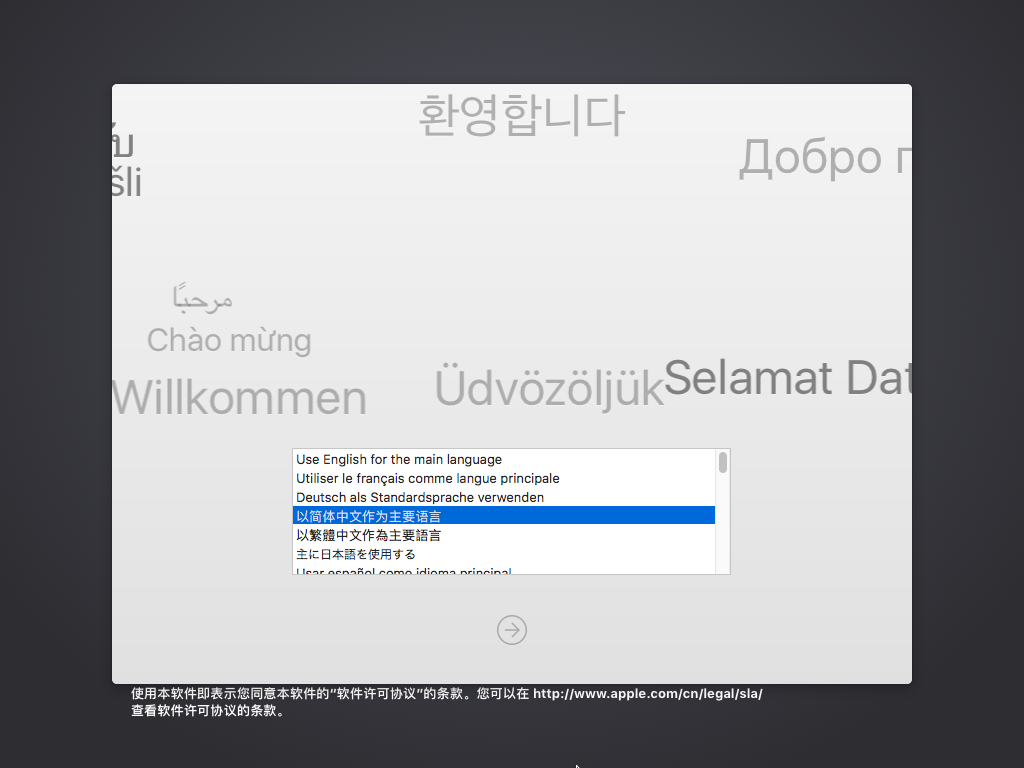 환영합니다
Добро п
šli
مرحبًا
Chào mừng
Willkommen
Üdvözöljük
Selamat Dat
Use English for the main language
Utiliser le français comme langue principale
Deutsch als Standardsprache verwenden
以简体中文作为主要语言
以繁體中文作為主要語言
主に日本語を使用する
Usar español como idioma principal
使用本软件即表示您同意本软件的“软件许可协议”的条款。您可以在 http://www.apple.com/cn/legal/sla/
查看软件许可协议的条款。